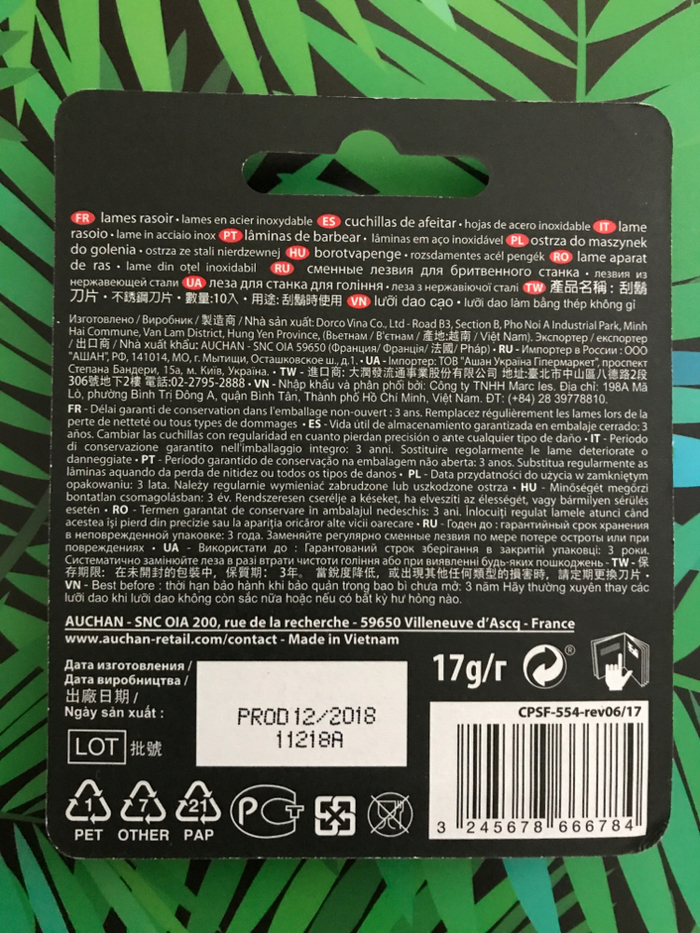 FR lames rasoir • lames en acier inoxydable ES cuchillas de afeitar • hojas de acero inoxidable IT lame
rasoio • lame in acciaio inox PT lâminas de barbear • lâminas em aço inoxidável PL ostrza do maszynek
do golenia • ostrza ze stali nierdzewnej HU borotvapenge • rozsdamentes acél pengék RO lame aparat
de ras • lame din oțel inoxidabil RU сменные лезвия для бритвенного станка • лезвия из
нержавеющей стали UA леза для станка для гоління • леза з нержавіючої сталі TW 產品名稱 : 刮鬍
刀片 • 不銹鋼刀片 • 數量:10入 • 用途: 刮鬍時使用 VN lưỡi dao cạo • lưỡi dao làm bằng thép không gỉ
Изготовлено / Виробник / 製造商 / Nhà sản xuất: Dorco Vina Co., Ltd - Road B3, Section B, Pho Noi A Industrial Park, Minh
Hai Commune, Van Lam District, Hung Yen Province, (Вьетнам / В'єтнам / 產地:越南 / Việt Nam). Экспортер / експортер
/ 出口商 / Nhà xuất khẩu: AUCHAN - SNC OIA 59650 (Франция/ Франція/ 法國/ Pháp) • RU - Импортер в России : ООО
"АШАН", РФ, 141014, МО, г. Мытищи, Осташковское ш., д.1. • UA - Імпортер: ТОВ "Ашан Україна Гіпермаркет", проспект
Степана Бандери, 15а, м. Київ, Україна. • TW - 進口商: 大潤發流通事業股份有限公司 地址:臺北市中山區八德路2段
306號地下2樓 電話:02-2795-2888 • VN - Nhập khẩu và phân phối bởi: Công ty TNHH Marc les. Địa chỉ: 198A Mã
Lò, phường Bình Trị Đông A, quận Bình Tân, Thành phố Hồ Chí Minh, Việt Nam. ĐT: (+84) 28 39778810.
FR - Délai garanti de conservation dans l'emballage non-ouvert : 3 ans. Remplacez régulièrement les lames lors de la
perte de netteté ou tous types de dommages • ES - Vida útil de almacenamiento garantizada en embalaje cerrado: 3
años. Cambiar las cuchillas con regularidad en cuanto pierdan precisión o ante cualquier tipo de daño • IT - Periodo
di conservazione garantito nell'imballaggio integro: 3 anni. Sostituire regolarmente le lame deteriorate o
danneggiate • PT - Período garantido de conservação na embalagem não aberta: 3 anos. Substitua regularmente as
lâminas aquando da perda de nitidez ou todos os tipos de danos • PL - Data przydatności do użycia w zamkniętym
opakowaniu: 3 lata. Należy regularnie wymieniać zabrudzone lub uszkodzone ostrza • HU - Minőségét megőrzi
bontatlan csomagolásban: 3 év. Rendszeresen cserélje a késeket, ha elveszíti az élességét, vagy bármilyen sérülés
esetén • RO - Termen garantat de conservare în ambalajul nedeschis: 3 ani. Înlocuiți regulat lamele atunci când
acestea își pierd din precizie sau la apariția oricăror alte vicii oarecare • RU - Годен до : гарантийный срок хранения
в неповрежденной упаковке: 3 года. Заменяйте регулярно сменные лезвия по мере потере остроты или при
повреждениях • UA - Використати до : Гарантований строк зберігання в закритій упаковці: 3 роки.
Систематично замінюйте леза в разі втрати чистоти гоління або при виявленні будь-яких пошкоджень • TW - 保
存期限: 在未開封的包裝中, 保質期: 3年。 當銳度降低, 或出現其他任何類型的損害時, 請定期更換刀片 •
VN - Best before : thời hạn bảo hành khi bảo quản trong bao bì chưa mở: 3 năm Hãy thường xuyên thay các
lưỡi dao khi lưỡi dao không còn sắc nữa hoặc nếu có bất kỳ hư hỏng nào.
AUCHAN - SNC OIA 200, rue de la recherche - 59650 Villeneuve d'Ascq - France
www.auchan-retail.com/contact - Made in Vietnam
Дата изготовления /
Дата виробництва /
出廠日期 /
Ngày sản xuất :
PROD 12/2018
11218A
17g/г
LOT 批號
CPSF-554-rev06/17
1 7 21
PET OTHER PAP
РСТ
3 245678 666784